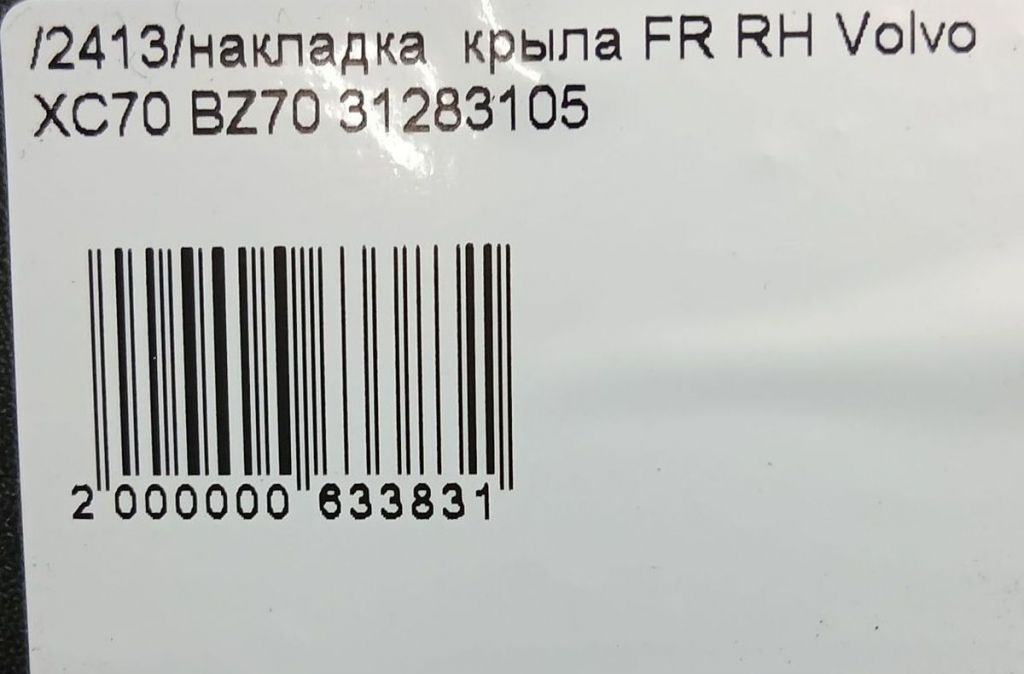 /2413/накладка крыла FR RH Volvo
XC70 BZ70 31283105
2 000000 633831